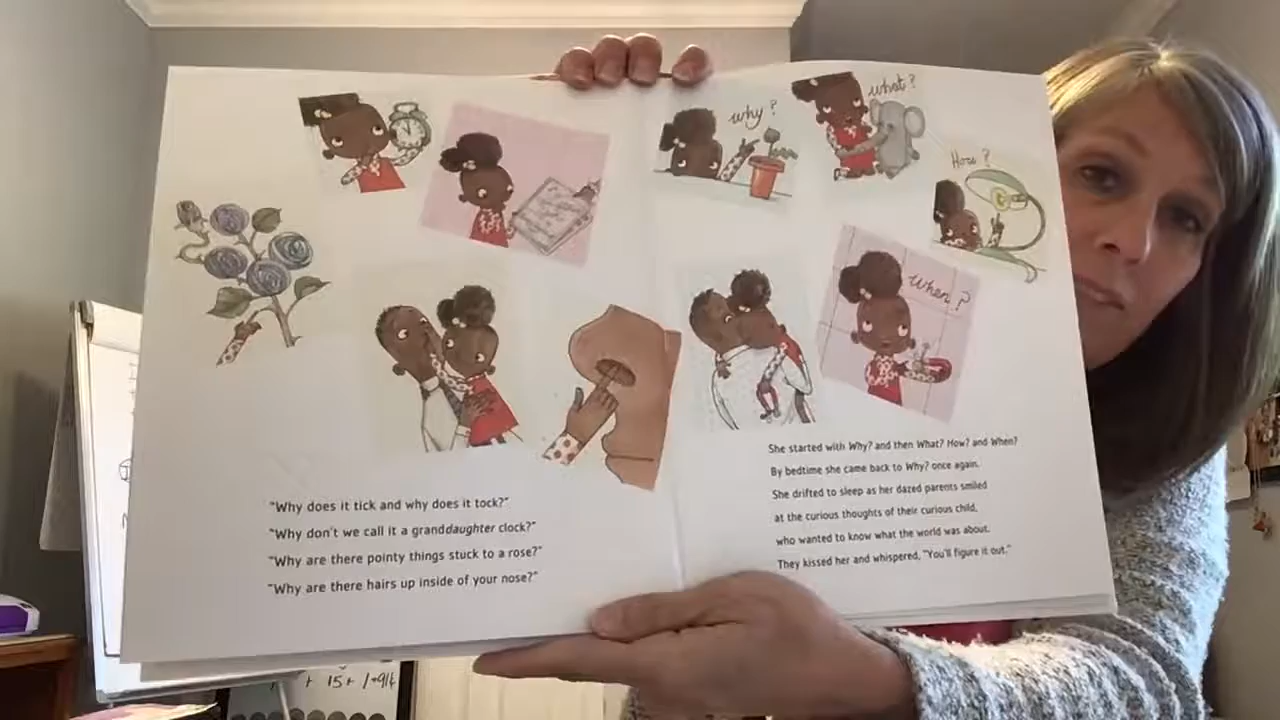 "Why does it tick and why does it tock?"
"Why don't we call it a granddaughter clock?"
"Why are there pointy things stuck to a rose?"
"Why are there hairs up inside of your nose?"
why?
what?
How?
when?
She started with Why? and then What? How? and When?
By bedtime she came back to Why? once again.
She drifted to sleep as her dazed parents smiled
at the curious thoughts of their curious child,
who wanted to know what the world was about.
They kissed her and whispered, "You'll figure it out."
+ 15 +